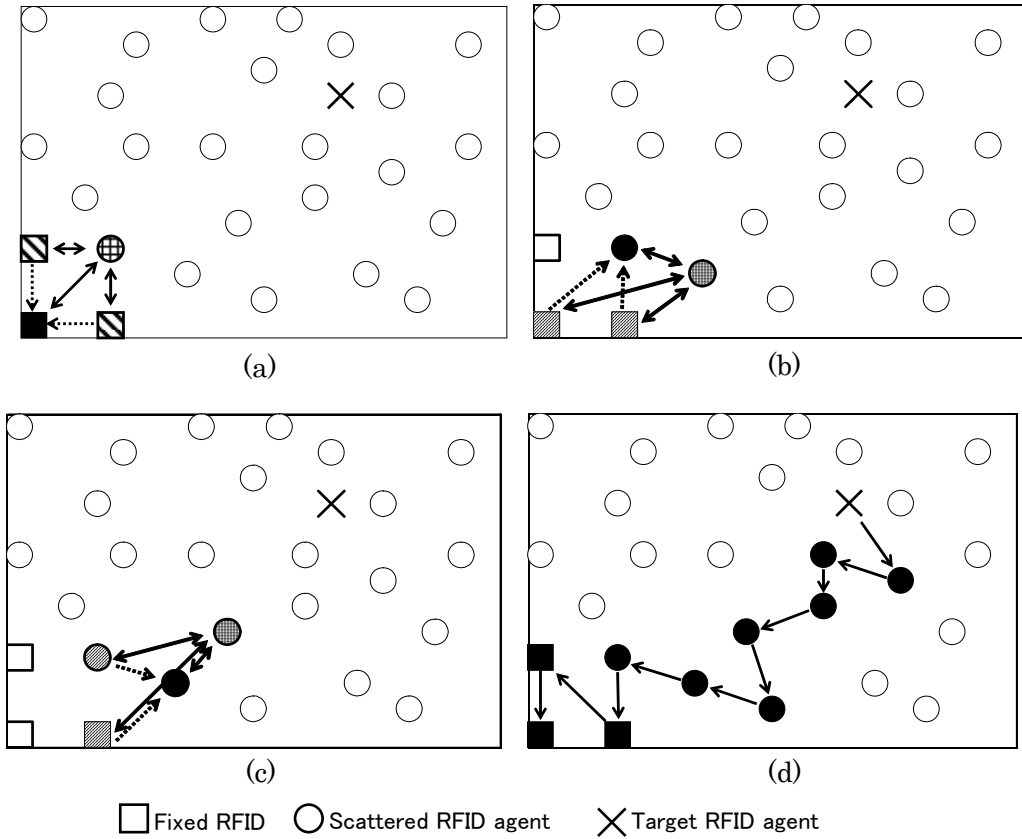 (a)
(b)
(c)
(d)
Fixed RFID
Scattered RFID agent
Target RFID agent